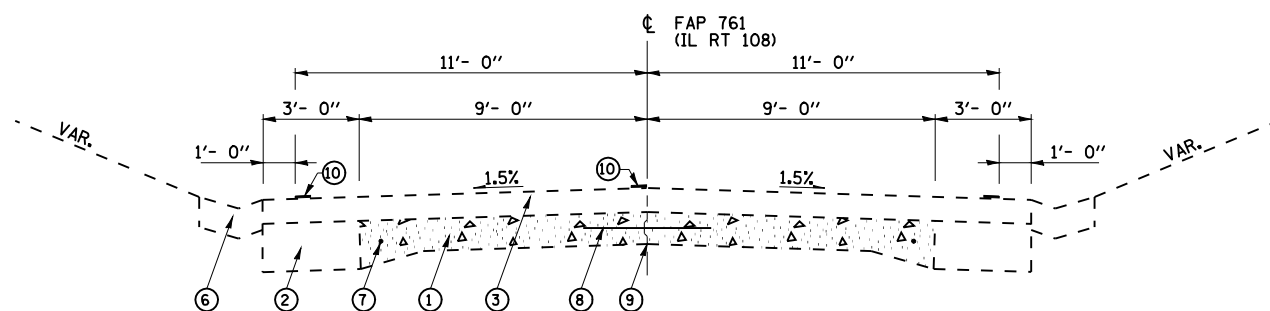 ℄ FAP 761
(IL RT 108)
11'- 0" 11'- 0"
3'- 0" 9'- 0" 9'- 0" 3'- 0"
VAR. VAR.
1'- 0" 1'- 0"
10 10
1.5% 1.5%
6 2 7 1 3 8 9